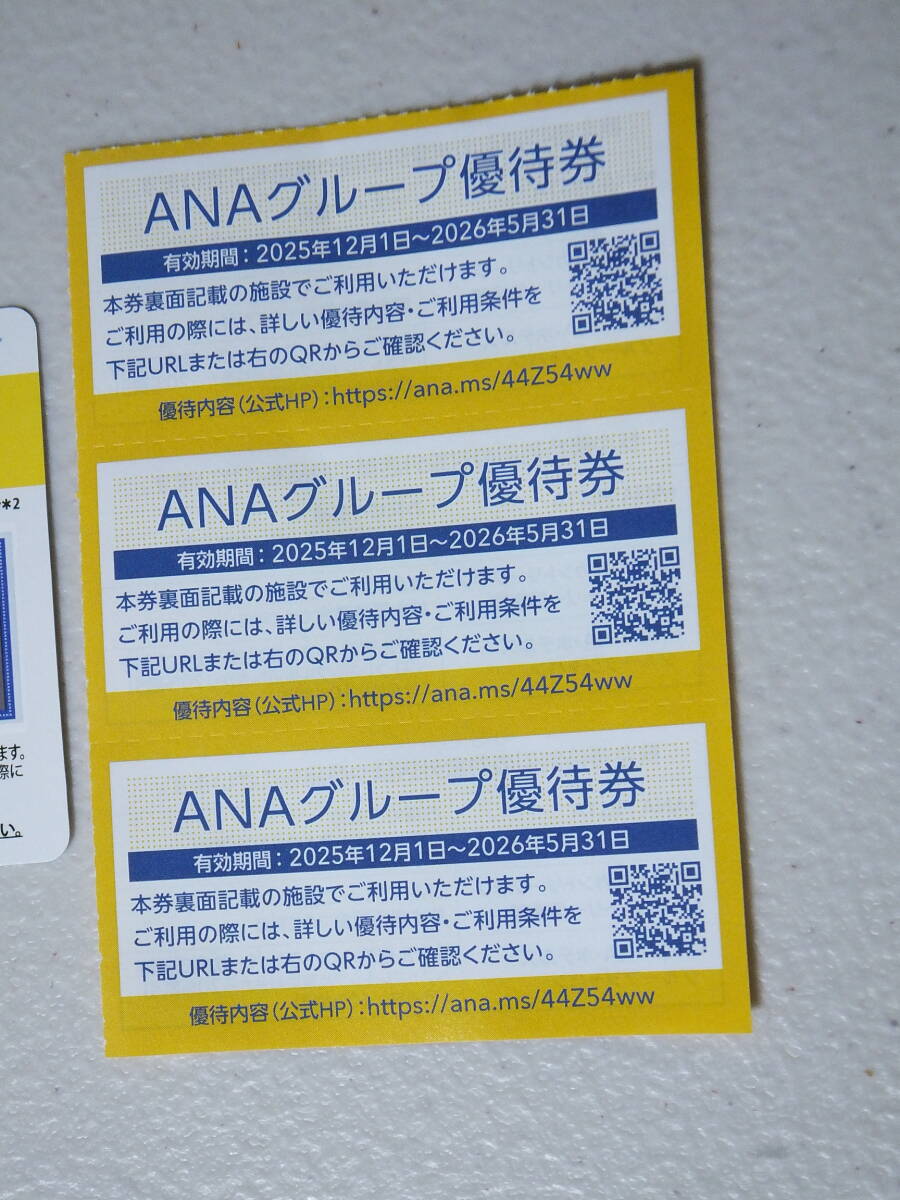 ANAグループ優待券
有効期間：2025年12月1日～2026年5月31日
本券裏面記載の施設でご利用いただけます。
ご利用の際には、詳しい優待内容・ご利用条件を
下記URLまたは右のQRからご確認ください。
優待内容（公式HP）：https://ana.ms/44Z54ww
ANAグループ優待券
有効期間：2025年12月1日～2026年5月31日
本券裏面記載の施設でご利用いただけます。
ご利用の際には、詳しい優待内容・ご利用条件を
下記URLまたは右のQRからご確認ください。
優待内容（公式HP）：https://ana.ms/44Z54ww
ANAグループ優待券
有効期間：2025年12月1日～2026年5月31日
本券裏面記載の施設でご利用いただけます。
ご利用の際には、詳しい優待内容・ご利用条件を
下記URLまたは右のQRからご確認ください。
優待内容（公式HP）：https://ana.ms/44Z54ww
*2
ます。
際に
い。